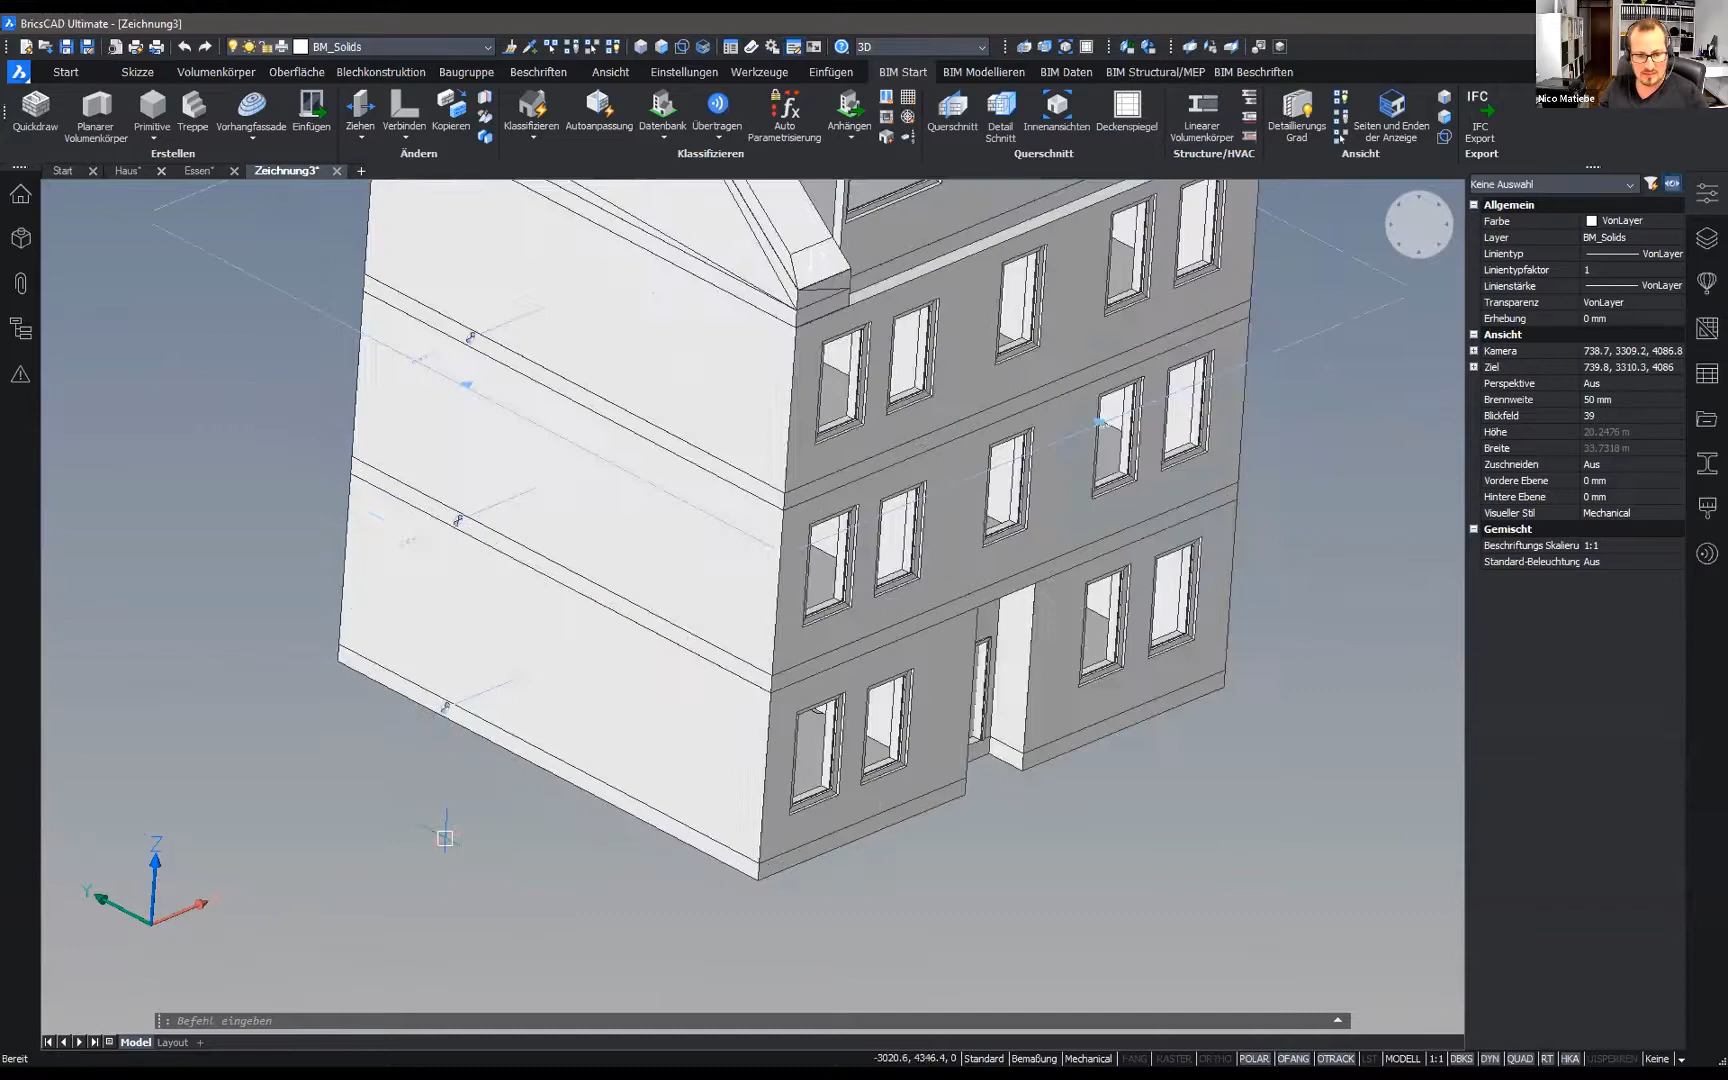 BricsCAD Ultimate - [Zeichnung3]
BM_Solids
3D
Start Skizze Volumenkörper Oberfläche Blechkonstruktion Baugruppe Beschriften Ansicht Einstellungen Werkzeuge Einfügen BIM Start BIM Modellieren BIM Daten BIM Structural/MEP BIM Beschriften
Nico Matiebe
Quickdraw
Planarer Volumenkörper
Primitive
Treppe
Vorhangfassade
Einfügen
Ziehen
Verbinden
Kopieren
Klassifizieren
Autoanpassung
Datenbank
Übertragen
Auto Parametrisierung
Anhängen
Querschnitt
Detail Schnitt
Innenansichten
Deckenspiegel
Linearer Volumenkörper
Detaillierungs Grad
Seiten und Enden der Anzeige
IFC
IFC Export
Erstellen
Ändern
Klassifizieren
Querschnitt
Structure/HVAC
Ansicht
Export
Start Haus* Essen* Zeichnung3*
Keine Auswahl
Allgemein
Farbe VonLayer
Layer BM_Solids
Linientyp VonLayer
Linientypfaktor 1
Linienstärke VonLayer
Transparenz VonLayer
Erhebung 0 mm
Ansicht
Kamera 738.7, 3309.2, 4086.8
Ziel 739.8, 3310.3, 4086
Perspektive Aus
Brennweite 50 mm
Blickfeld 39
Höhe 20.2476 m
Breite 33.7318 m
Zuschneiden Aus
Vordere Ebene 0 mm
Hintere Ebene 0 mm
Visueller Stil Mechanical
Gemischt
Beschriftungs Skalieru 1:1
Standard-Beleuchtung Aus
Z
Y
: Befehl eingeben
Model Layout +
Bereit
-3020.6, 4346.4, 0 Standard Bemaßung Mechanical FANG RASTER ORTHO POLAR OFANG OTRACK LST MODELL 1:1 DBKS DYN QUAD RT HKA Keine